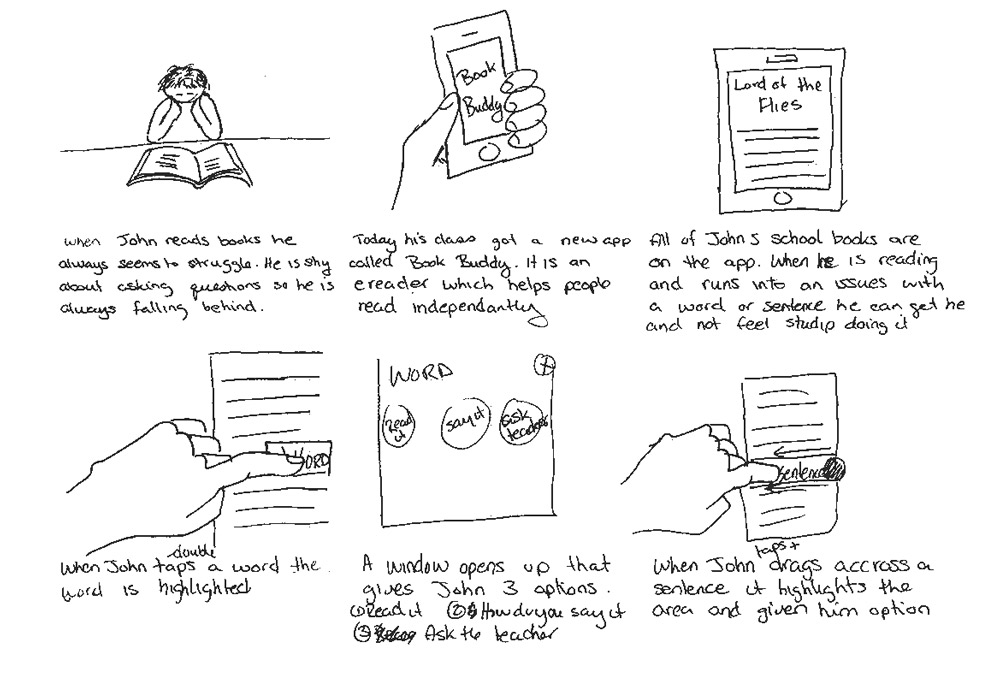 Book
Buddy
Lord of the
Flies
when John reads books he
always seems to struggle. He is shy
about asking questions so he is
always falling behind.
Today his class got a new app
called Book Buddy. It is an
ereader which helps people
read independantly
All of John's school books are
on the app. When he is reading
and runs into an issues with
a word or sentence he can get he
and not feel studip doing it
WORD
WORD
Read
it
say it
ask
teacher
sentence
double
when John taps a word the
word is highlighted
A window opens up that
gives John 3 options.
① Read it ② How do you say it
③ Ask the teacher
taps +
when John drags accross a
sentence it highlights the
area and given him option